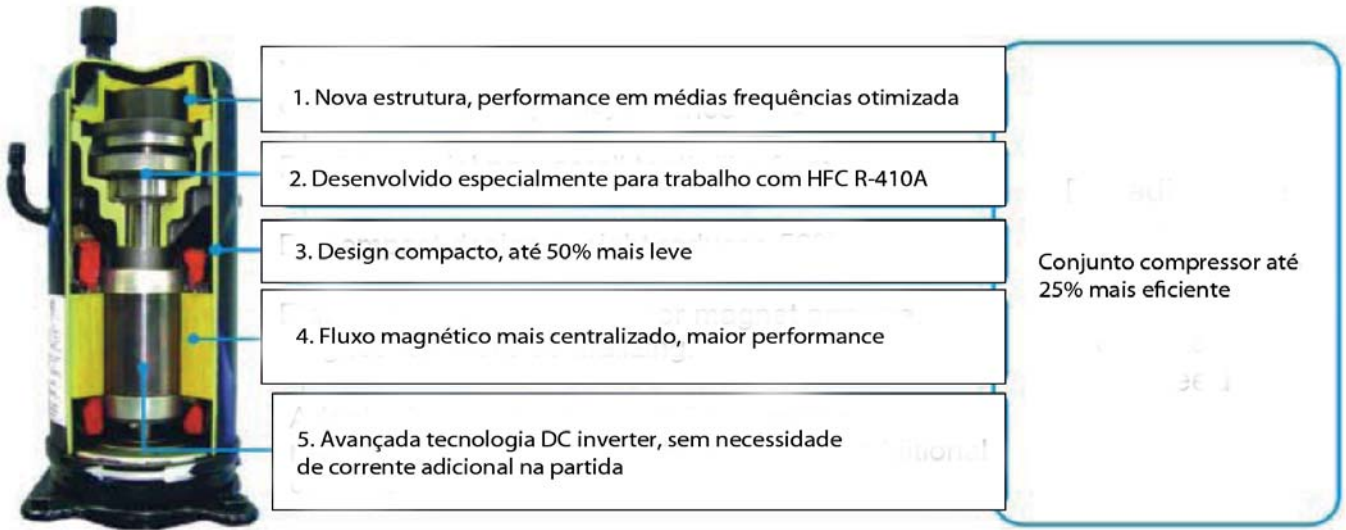 1. Nova estrutura, performance em médias frequências otimizada
2. Desenvolvido especialmente para trabalho com HFC R-410A
3. Design compacto, até 50% mais leve
4. Fluxo magnético mais centralizado, maior performance
5. Avançada tecnologia DC inverter, sem necessidade
de corrente adicional na partida
Conjunto compressor até
25% mais eficiente